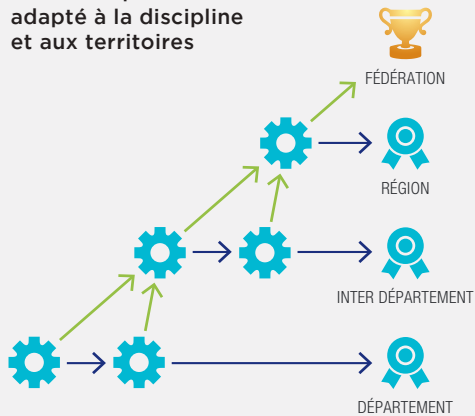 adapté à la discipline
et aux territoires
FÉDÉRATION
RÉGION
INTER DÉPARTEMENT
DÉPARTEMENT